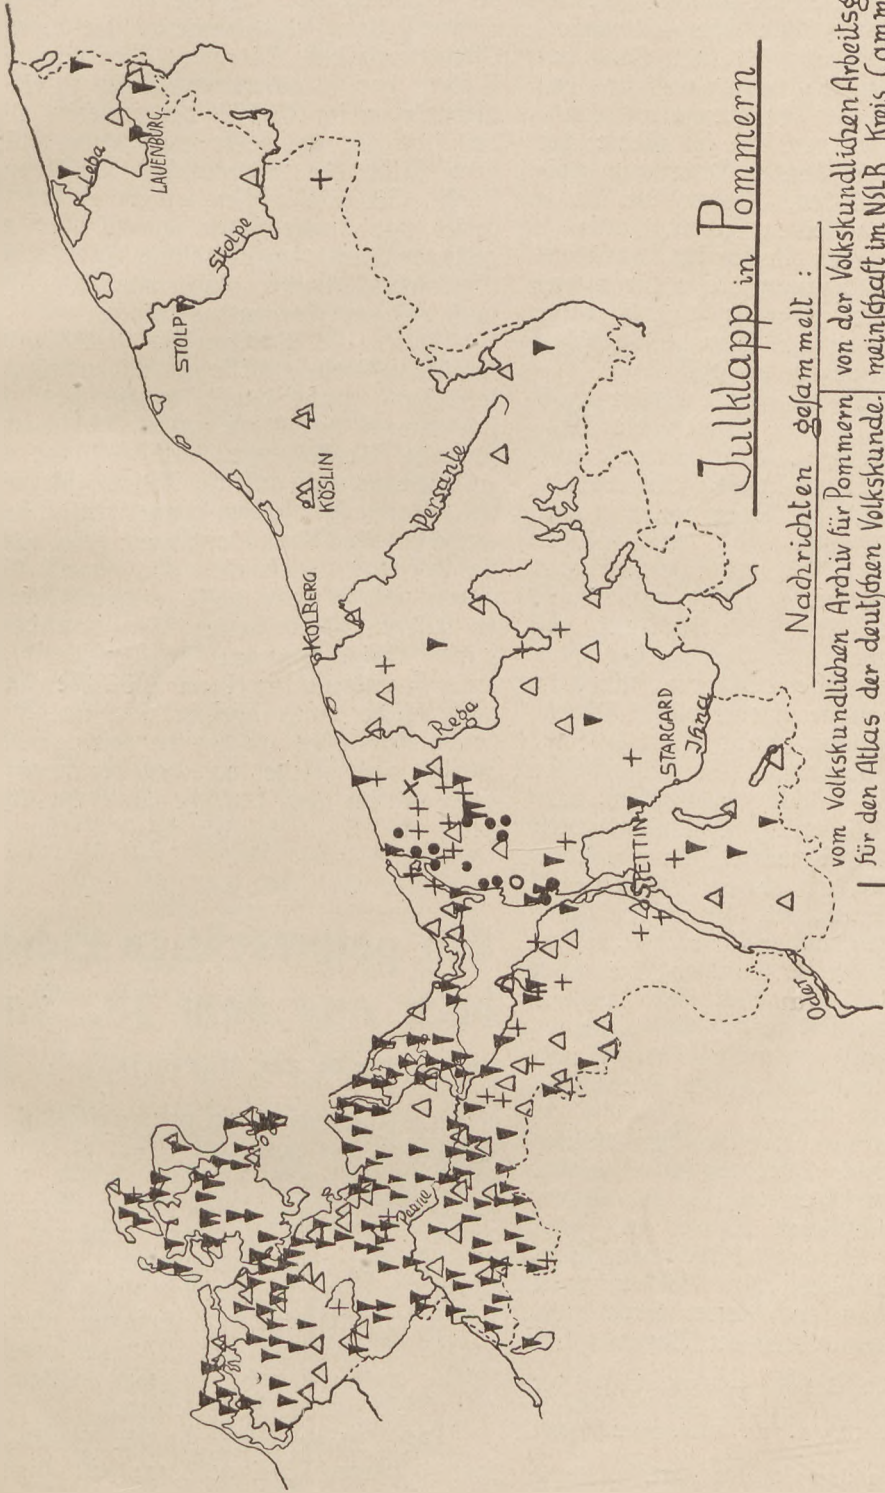 Leba
LAUENBURG
Stolpe
STOLP
KÖSLIN
Persante
KOLBERG
Rega
STARGARD
Ihna
STETTIN
Oder
Peene
Julklapp in Pommern
Nachrichten geſammelt :
vom Volkskundlichen Archiv für Pommern
für den Atlas der deutſchen Volkskunde.
von der Volkskundlichen Arbeitsg
meinſchaft im NSLB Kreis Camm